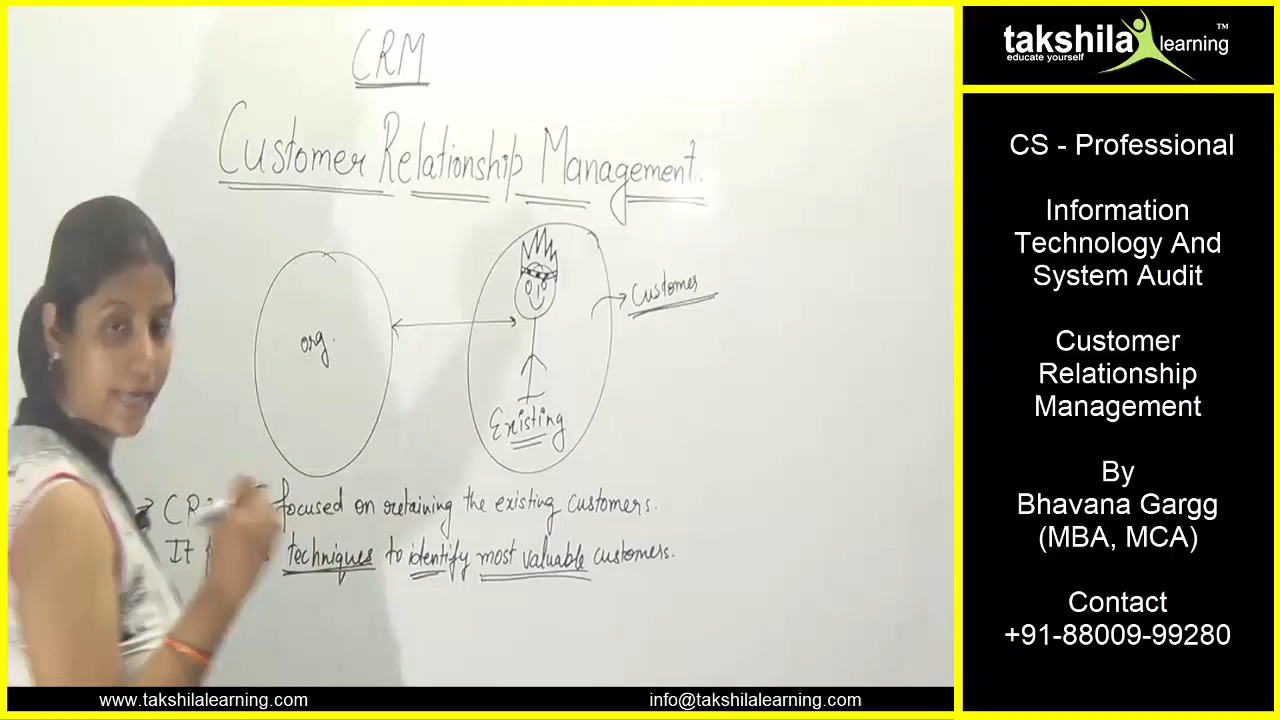 CRM
Customer Relationship Management.
org.
Customer
Existing
focused on retaining the existing customers.
It techniques to identify most valuable customers.
takshila learning ™
educate yourself
CS - Professional
Information
Technology And
System Audit
Customer
Relationship
Management
By
Bhavana Gargg
(MBA, MCA)
Contact
+91-88009-99280
www.takshilalearning.com
info@takshilalearning.com